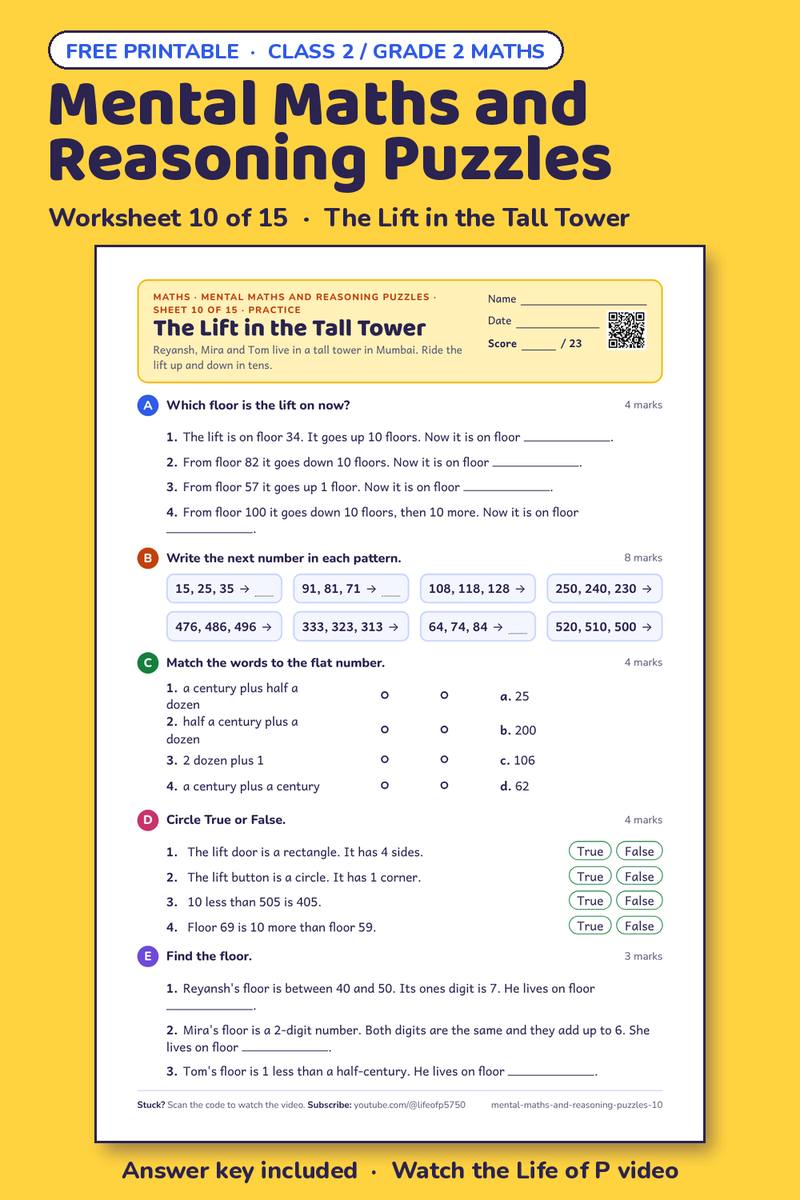 FREE PRINTABLE · CLASS 2 / GRADE 2 MATHS
Mental Maths and
Reasoning Puzzles
Worksheet 10 of 15 · The Lift in the Tall Tower
MATHS · MENTAL MATHS AND REASONING PUZZLES ·
SHEET 10 OF 15 · PRACTICE
The Lift in the Tall Tower
Reyansh, Mira and Tom live in a tall tower in Mumbai. Ride the
lift up and down in tens.
Name ____________
Date ____________
Score ______ / 23
A Which floor is the lift on now? 4 marks
1. The lift is on floor 34. It goes up 10 floors. Now it is on floor ____________.
2. From floor 82 it goes down 10 floors. Now it is on floor ____________.
3. From floor 57 it goes up 1 floor. Now it is on floor ____________.
4. From floor 100 it goes down 10 floors, then 10 more. Now it is on floor
____________.
B Write the next number in each pattern. 8 marks
15, 25, 35 → ___ 91, 81, 71 → ___ 108, 118, 128 → 250, 240, 230 →
476, 486, 496 → 333, 323, 313 → 64, 74, 84 → ___ 520, 510, 500 →
C Match the words to the flat number. 4 marks
1. a century plus half a
dozen
a. 25
2. half a century plus a
dozen
b. 200
3. 2 dozen plus 1 c. 106
4. a century plus a century d. 62
D Circle True or False. 4 marks
1. The lift door is a rectangle. It has 4 sides. True False
2. The lift button is a circle. It has 1 corner. True False
3. 10 less than 505 is 405. True False
4. Floor 69 is 10 more than floor 59. True False
E Find the floor. 3 marks
1. Reyansh's floor is between 40 and 50. Its ones digit is 7. He lives on floor
____________.
2. Mira's floor is a 2-digit number. Both digits are the same and they add up to 6. She
lives on floor ____________.
3. Tom's floor is 1 less than a half-century. He lives on floor ____________.
Stuck? Scan the code to watch the video. Subscribe: youtube.com/@lifeofp5750 mental-maths-and-reasoning-puzzles-10
Answer key included · Watch the Life of P video